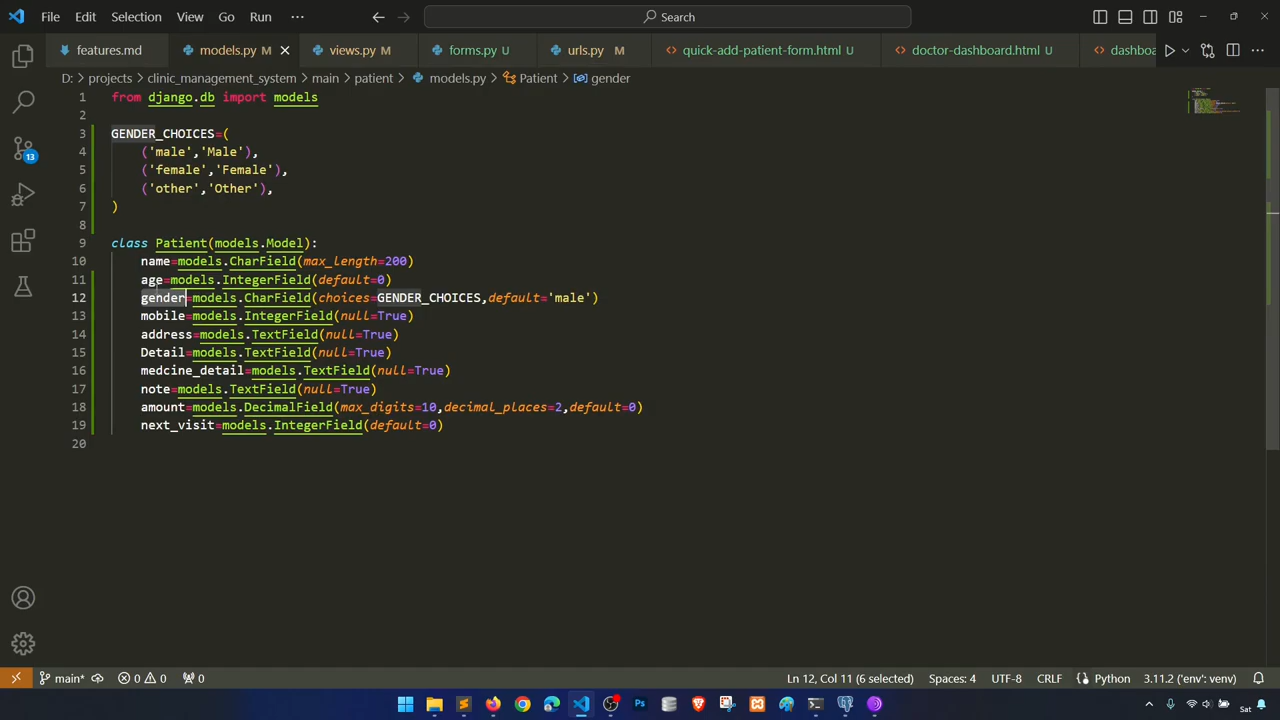 File Edit Selection View Go Run ··· Search
features.md models.py M views.py M forms.py U urls.py M quick-add-patient-form.html U doctor-dashboard.html U dashboa
D: > projects > clinic_management_system > main > patient > models.py > Patient > gender
1 from django.db import models
2
3 GENDER_CHOICES=(
4 ('male','Male'),
5 ('female','Female'),
6 ('other','Other'),
7 )
8
9 class Patient(models.Model):
10 name=models.CharField(max_length=200)
11 age=models.IntegerField(default=0)
12 gender=models.CharField(choices=GENDER_CHOICES,default='male')
13 mobile=models.IntegerField(null=True)
14 address=models.TextField(null=True)
15 Detail=models.TextField(null=True)
16 medcine_detail=models.TextField(null=True)
17 note=models.TextField(null=True)
18 amount=models.DecimalField(max_digits=10,decimal_places=2,default=0)
19 next_visit=models.IntegerField(default=0)
20
13
main* 0 0 0 Ln 12, Col 11 (6 selected) Spaces: 4 UTF-8 CRLF Python 3.11.2 ('env': venv)
Ps Sat